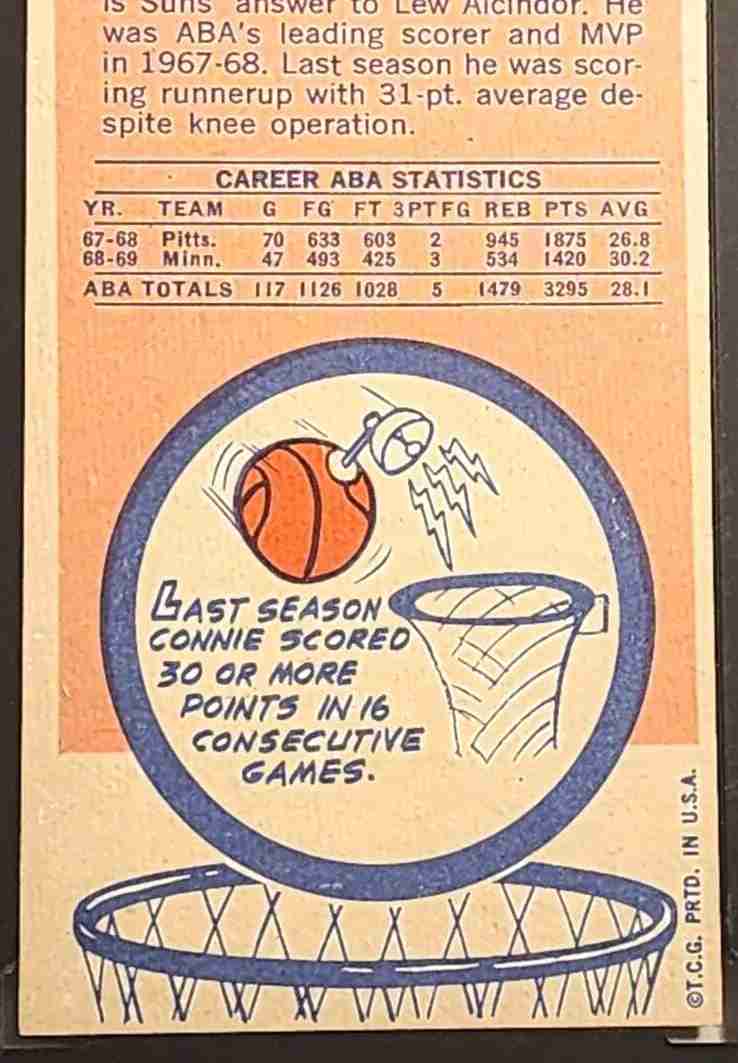 is Suns' answer to Lew Alcindor. He
was ABA's leading scorer and MVP
in 1967-68. Last season he was scor-
ing runnerup with 31-pt. average de-
spite knee operation.
CAREER ABA STATISTICS
YR. TEAM G FG FT 3PTFG REB PTS AVG
67-68 Pitts. 70 633 603 2 945 1875 26.8
68-69 Minn. 47 493 425 3 534 1420 30.2
ABA TOTALS 117 1126 1028 5 1479 3295 28.1
LAST SEASON
CONNIE SCORED
30 OR MORE
POINTS IN 16
CONSECUTIVE
GAMES.
©T.C.G. PRTD. IN U.S.A.